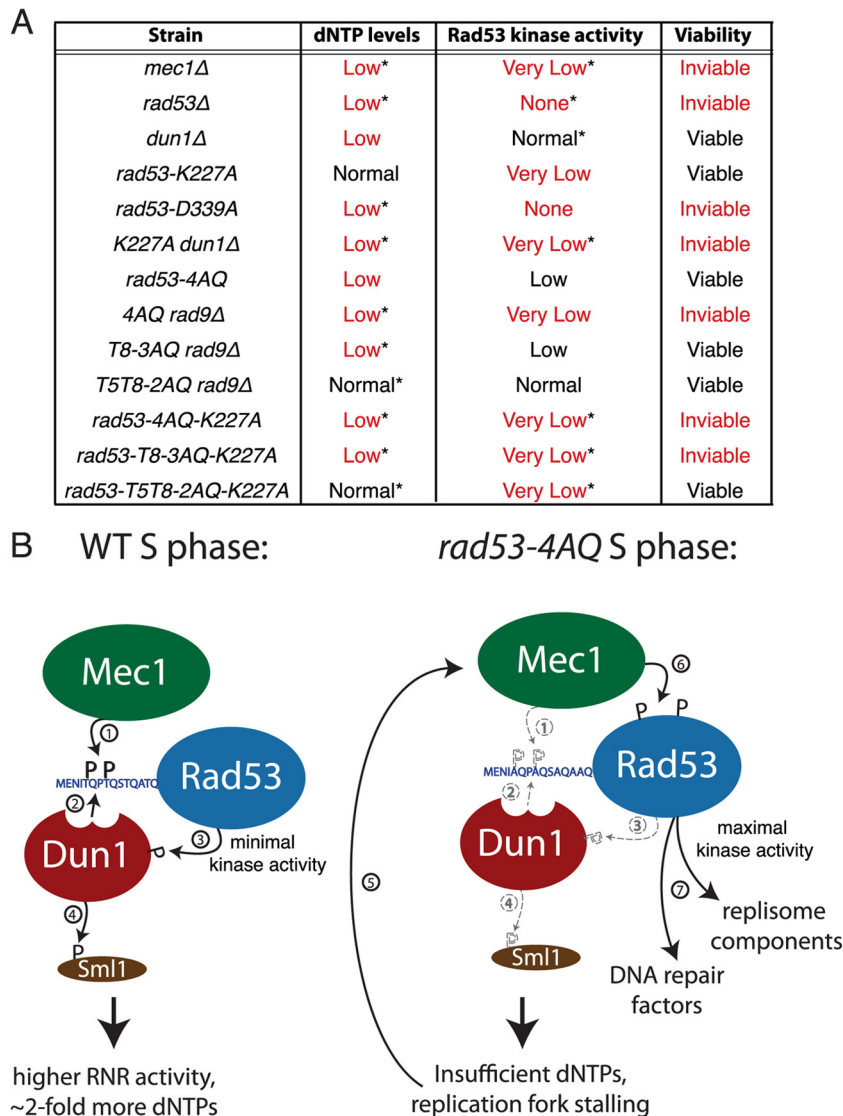 A
Strain dNTP levels Rad53 kinase activity Viability
mec1Δ Low* Very Low* Inviable
rad53Δ Low* None* Inviable
dun1Δ Low Normal* Viable
rad53-K227A Normal Very Low Viable
rad53-D339A Low* None Inviable
K227A dun1Δ Low* Very Low* Inviable
rad53-4AQ Low Low Viable
4AQ rad9Δ Low* Very Low Inviable
T8-3AQ rad9Δ Low* Low Viable
T5T8-2AQ rad9Δ Normal* Normal Viable
rad53-4AQ-K227A Low* Very Low* Inviable
rad53-T8-3AQ-K227A Low* Very Low* Inviable
rad53-T5T8-2AQ-K227A Normal* Very Low* Viable
B
WT S phase:
Mec1
1
P P
MENITQPTQSTQATQ
Rad53
2
Dun1
P
3
minimal
kinase activity
4
P
Sml1
higher RNR activity,
~2-fold more dNTPs
rad53-4AQ S phase:
Mec1
6
P P
1
P P
MENIAQPAQSAQAAQ
Rad53
2
Dun1
P
3
maximal
kinase activity
4
5
7
P
Sml1
replisome
components
DNA repair
factors
Insufficient dNTPs,
replication fork stalling